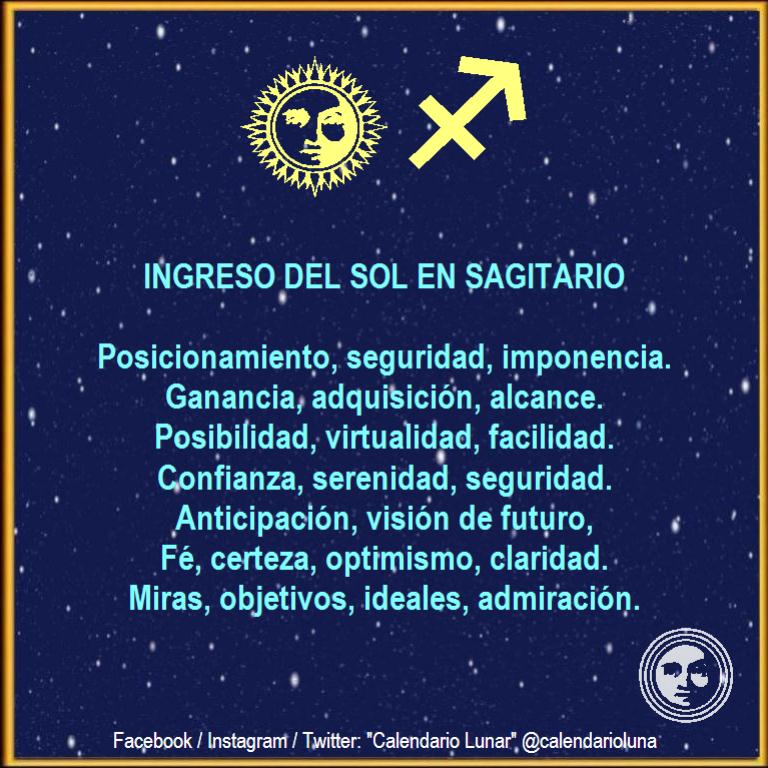 INGRESO DEL SOL EN SAGITARIO
Posicionamiento, seguridad, imponencia.
Ganancia, adquisición, alcance.
Posibilidad, virtualidad, facilidad.
Confianza, serenidad, seguridad.
Anticipación, visión de futuro,
Fé, certeza, optimismo, claridad.
Miras, objetivos, ideales, admiración.
Facebook / Instagram / Twitter: "Calendario Lunar" @calendarioluna